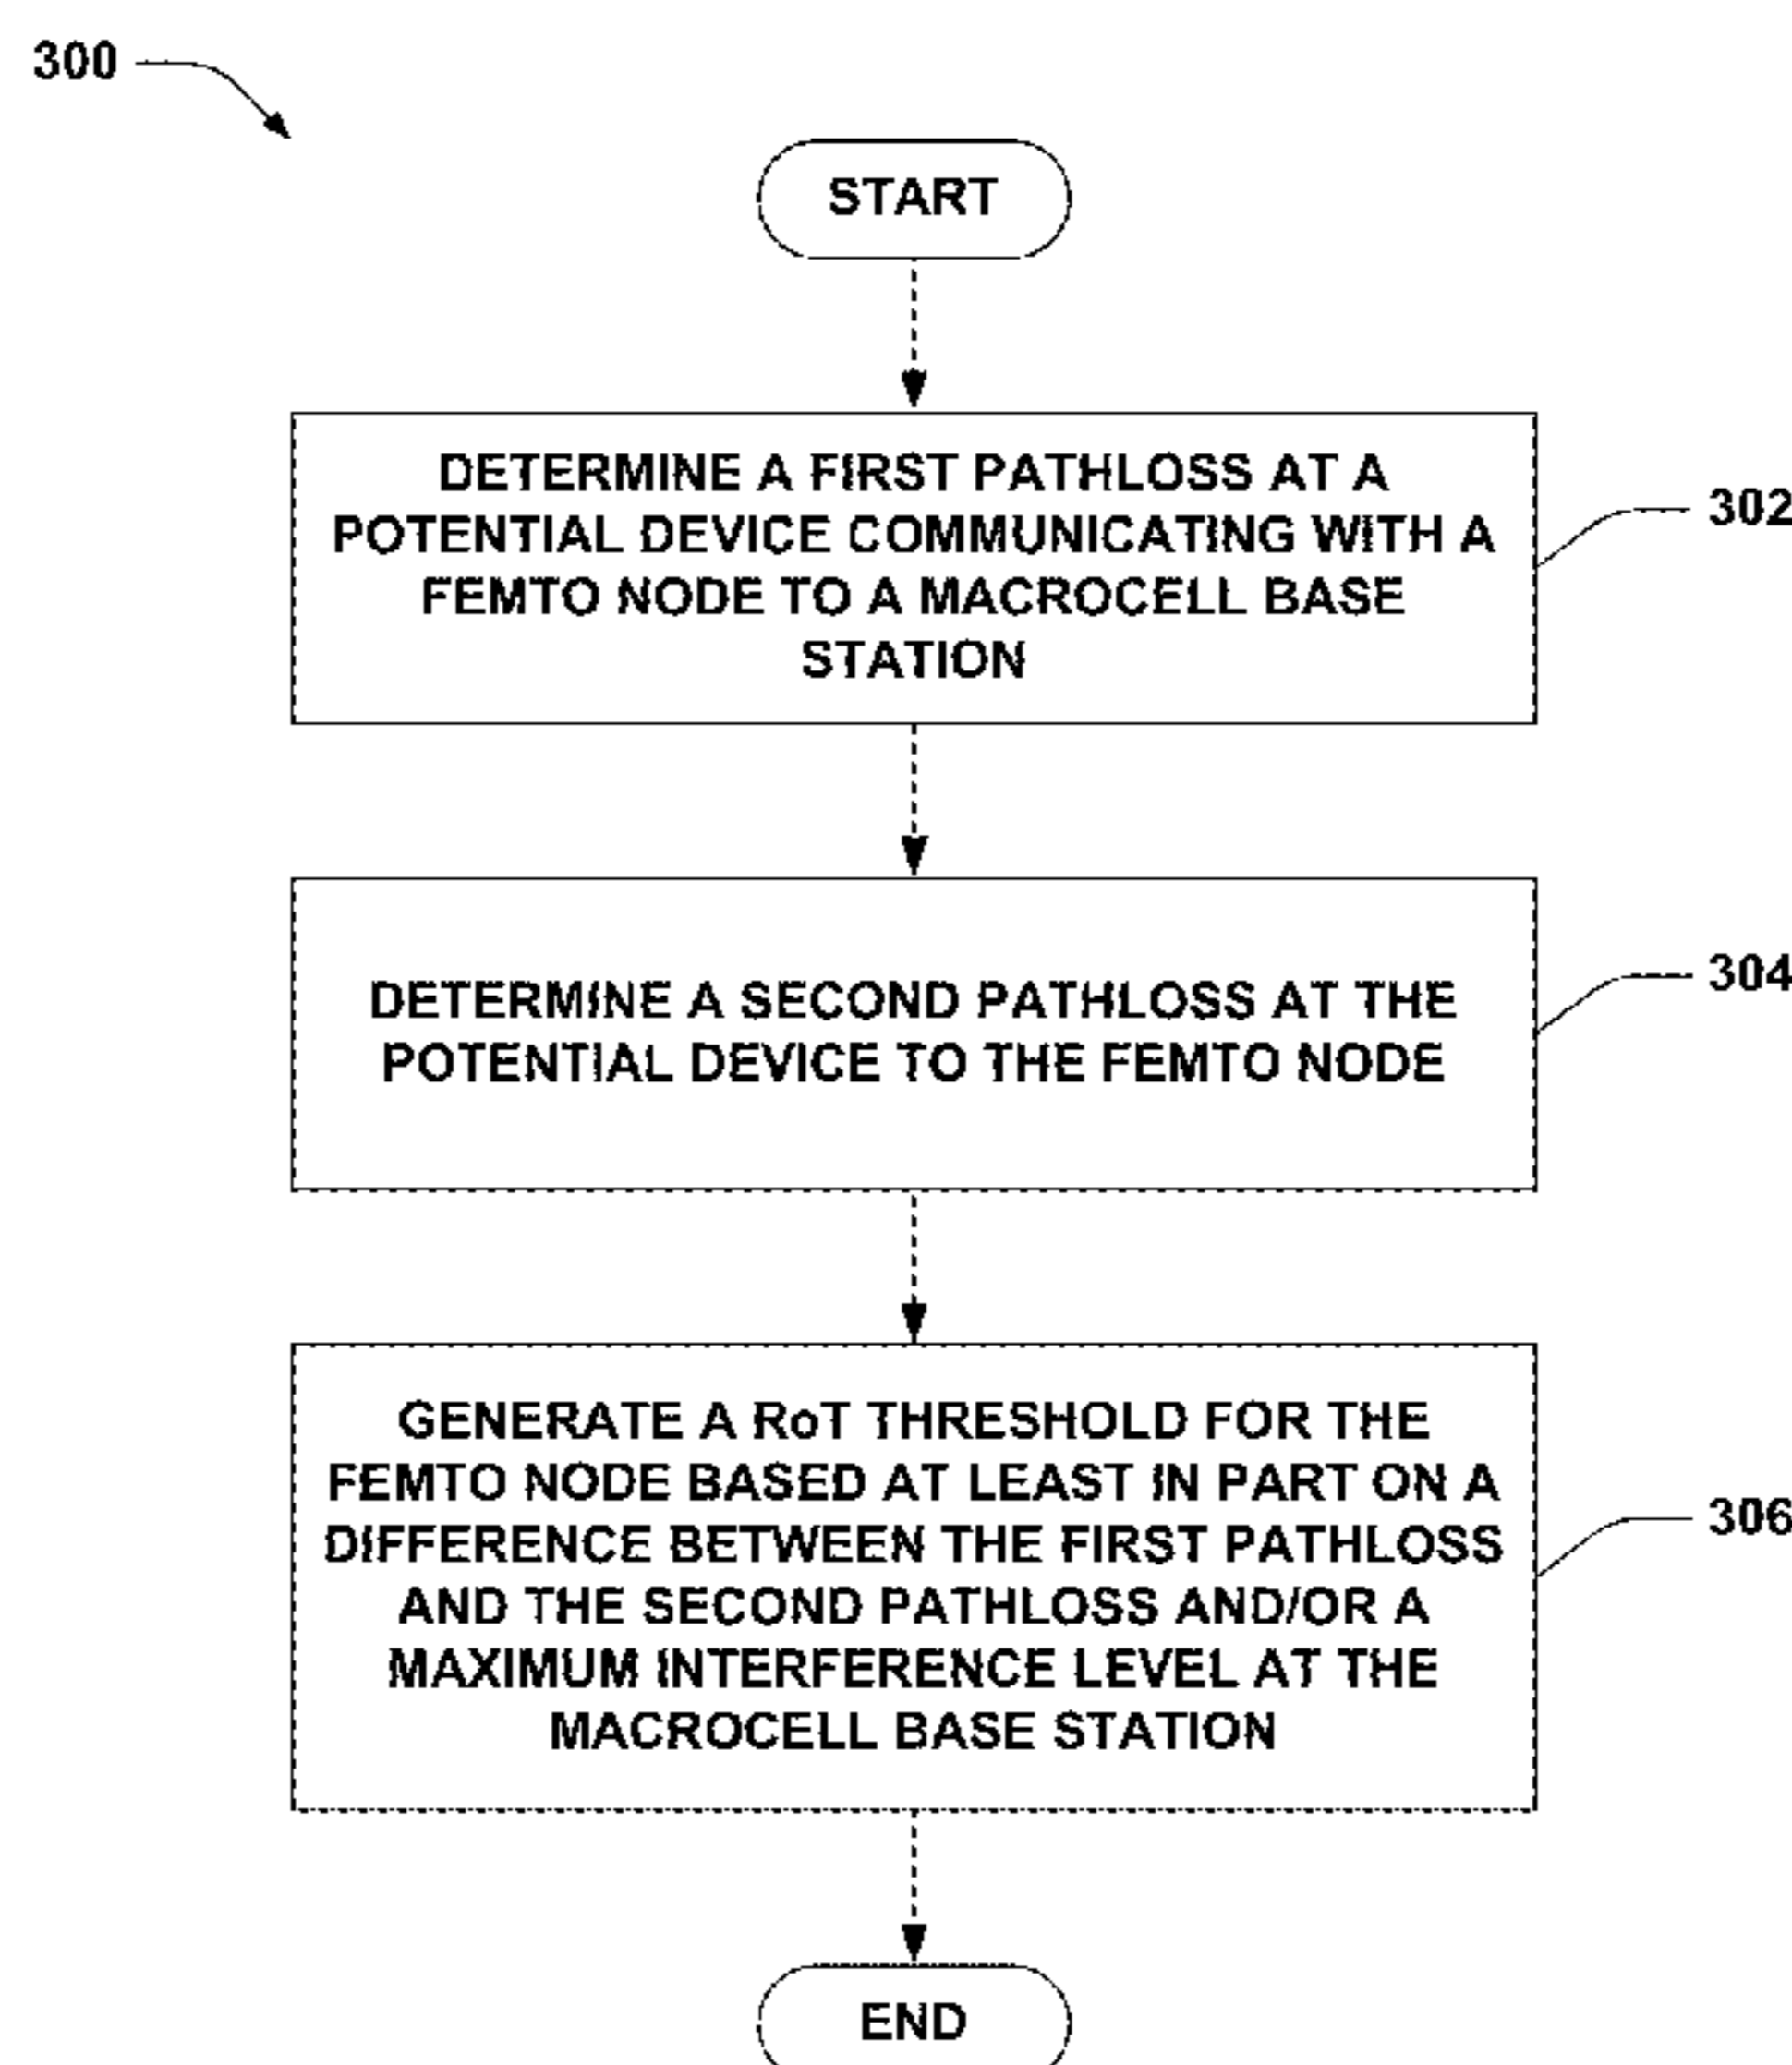 300
START
DETERMINE A FIRST PATHLOSS AT A
POTENTIAL DEVICE COMMUNICATING WITH A
FEMTO NODE TO A MACROCELL BASE
STATION
302
DETERMINE A SECOND PATHLOSS AT THE
POTENTIAL DEVICE TO THE FEMTO NODE
304
GENERATE A RoT THRESHOLD FOR THE
FEMTO NODE BASED AT LEAST IN PART ON A
DIFFERENCE BETWEEN THE FIRST PATHLOSS
AND THE SECOND PATHLOSS AND/OR A
MAXIMUM INTERFERENCE LEVEL AT THE
MACROCELL BASE STATION
306
END